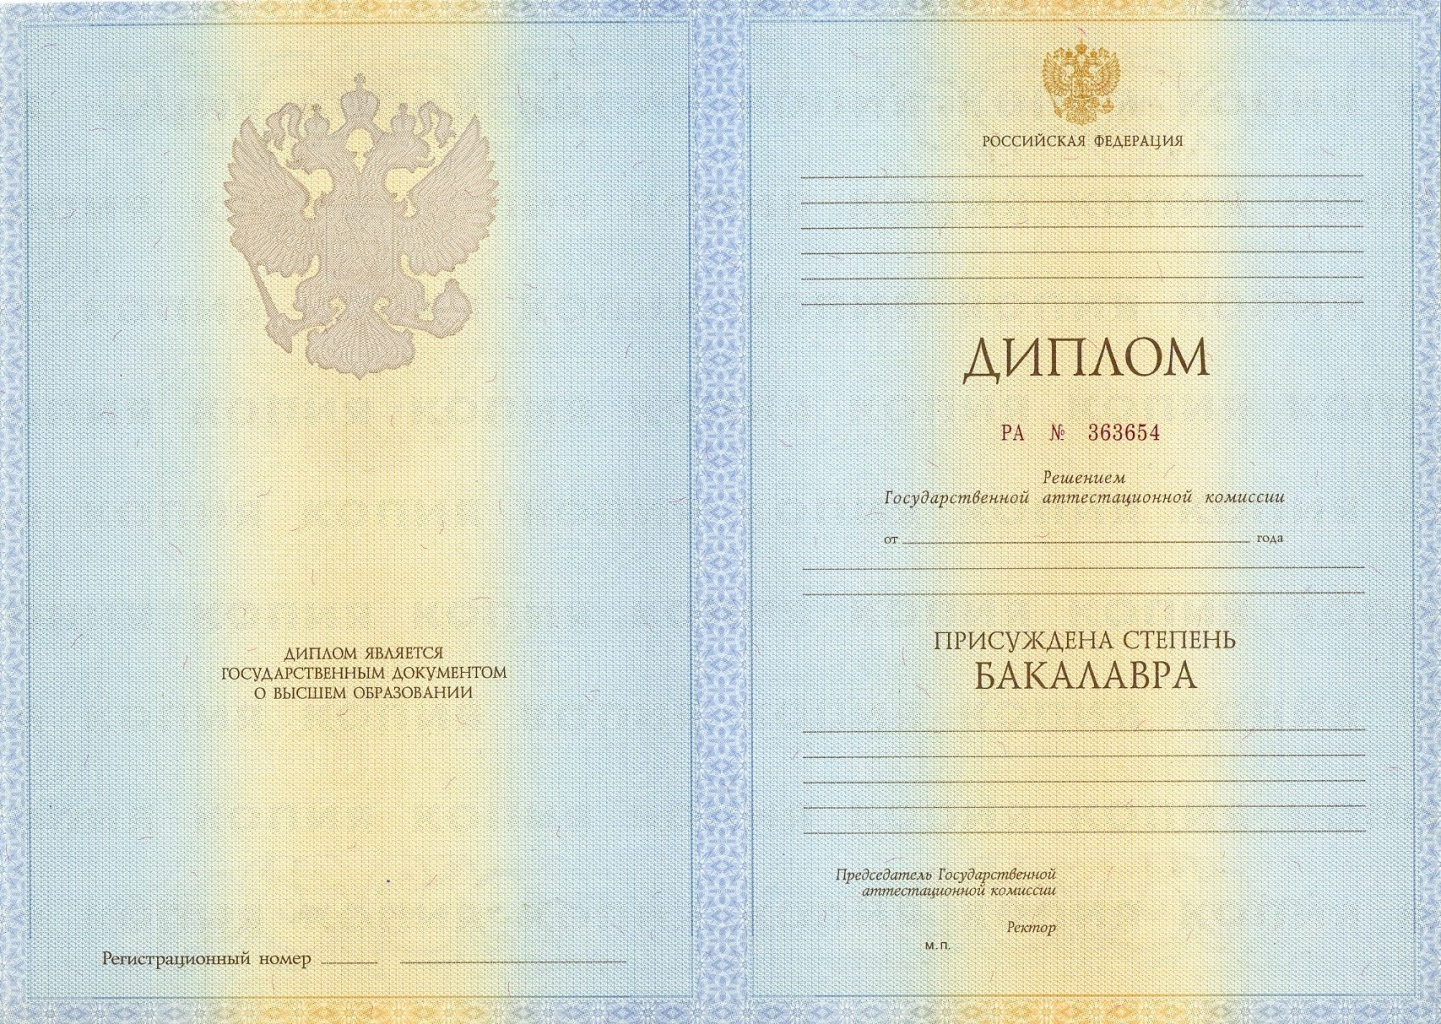 ДИПЛОМ ЯВЛЯЕТСЯ
ГОСУДАРСТВЕННЫМ ДОКУМЕНТОМ
О ВЫСШЕМ ОБРАЗОВАНИИ
Регистрационный номер
РОССИЙСКАЯ ФЕДЕРАЦИЯ
ДИПЛОМ
РА № 363654
Решением
Государственной аттестационной комиссии
от года
ПРИСУЖДЕНА СТЕПЕНЬ
БАКАЛАВРА
Председатель Государственной
аттестационной комиссии
Ректор
м.п.